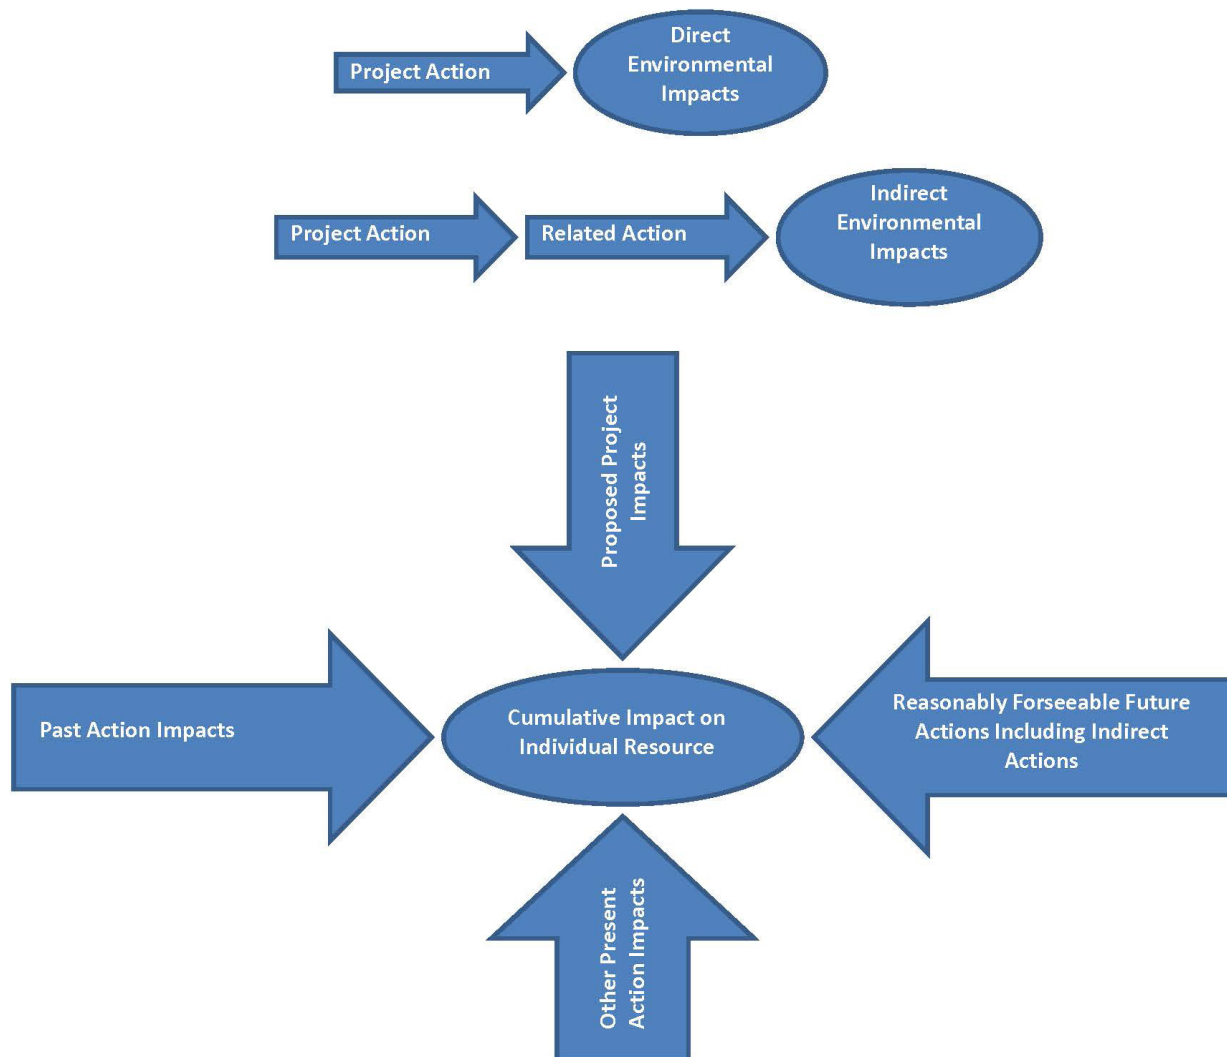 Project Action
Direct
Environmental
Impacts
Project Action
Related Action
Indirect
Environmental
Impacts
Proposed Project
Impacts
Past Action Impacts
Cumulative Impact on
Individual Resource
Reasonably Forseeable Future
Actions Including Indirect
Actions
Other Present
Action Impacts